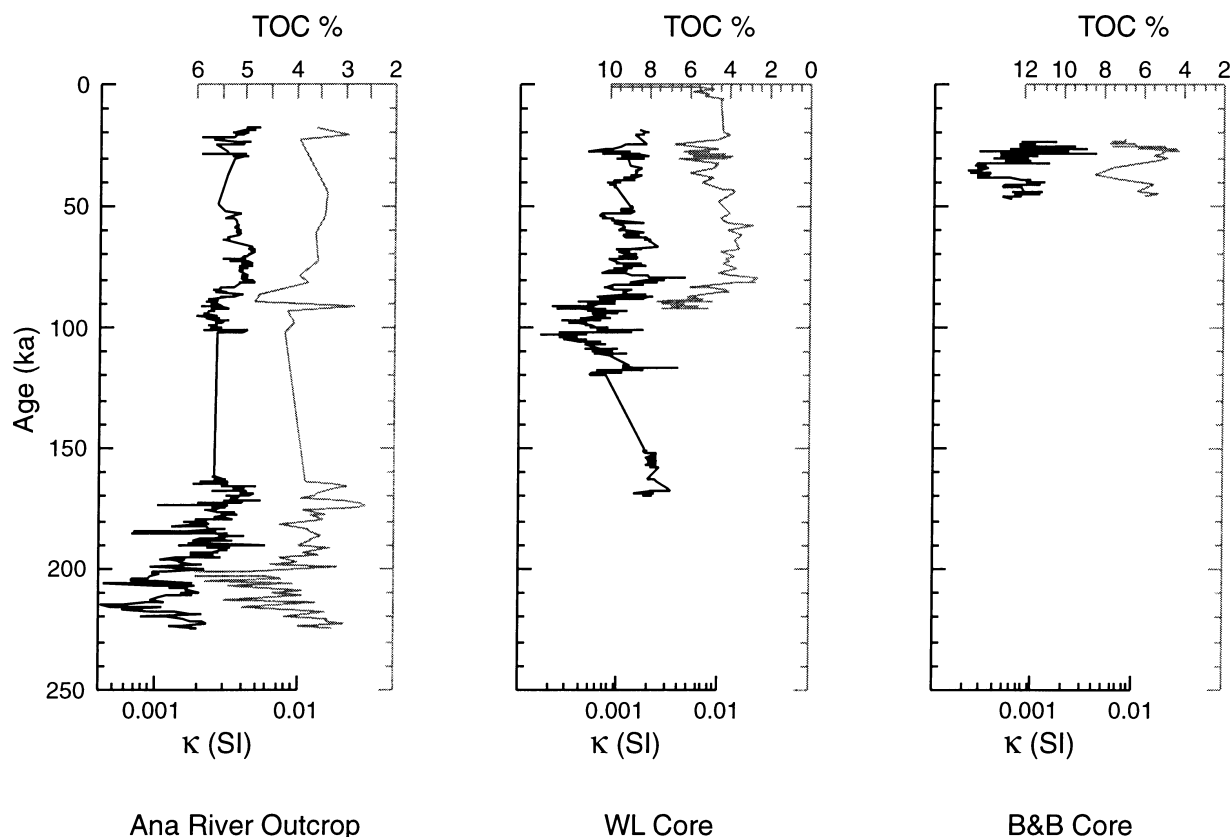 TOC % TOC % TOC %
6 5 4 3 2 10 8 6 4 2 0 12 10 8 6 4 2
0
50
100
150
200
250
Age (ka)
0.001 0.01 0.001 0.01 0.001 0.01
κ (SI) κ (SI) κ (SI)
Ana River Outcrop WL Core B&B Core